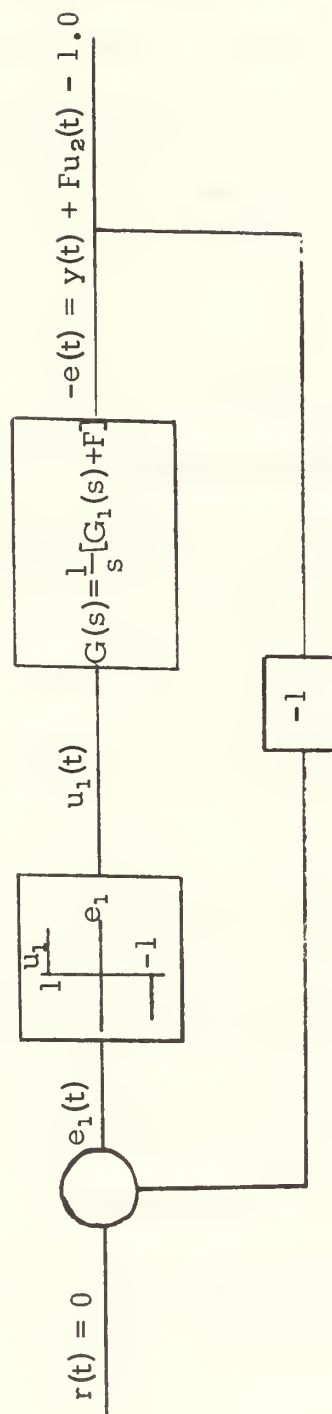 r(t) = 0
e₁(t)
u₁
1
e₁
-1
u₁(t)
G(s)=1/s[G₁(s)+F]
-e(t) = y(t) + Fu₂(t) - 1.0
-1